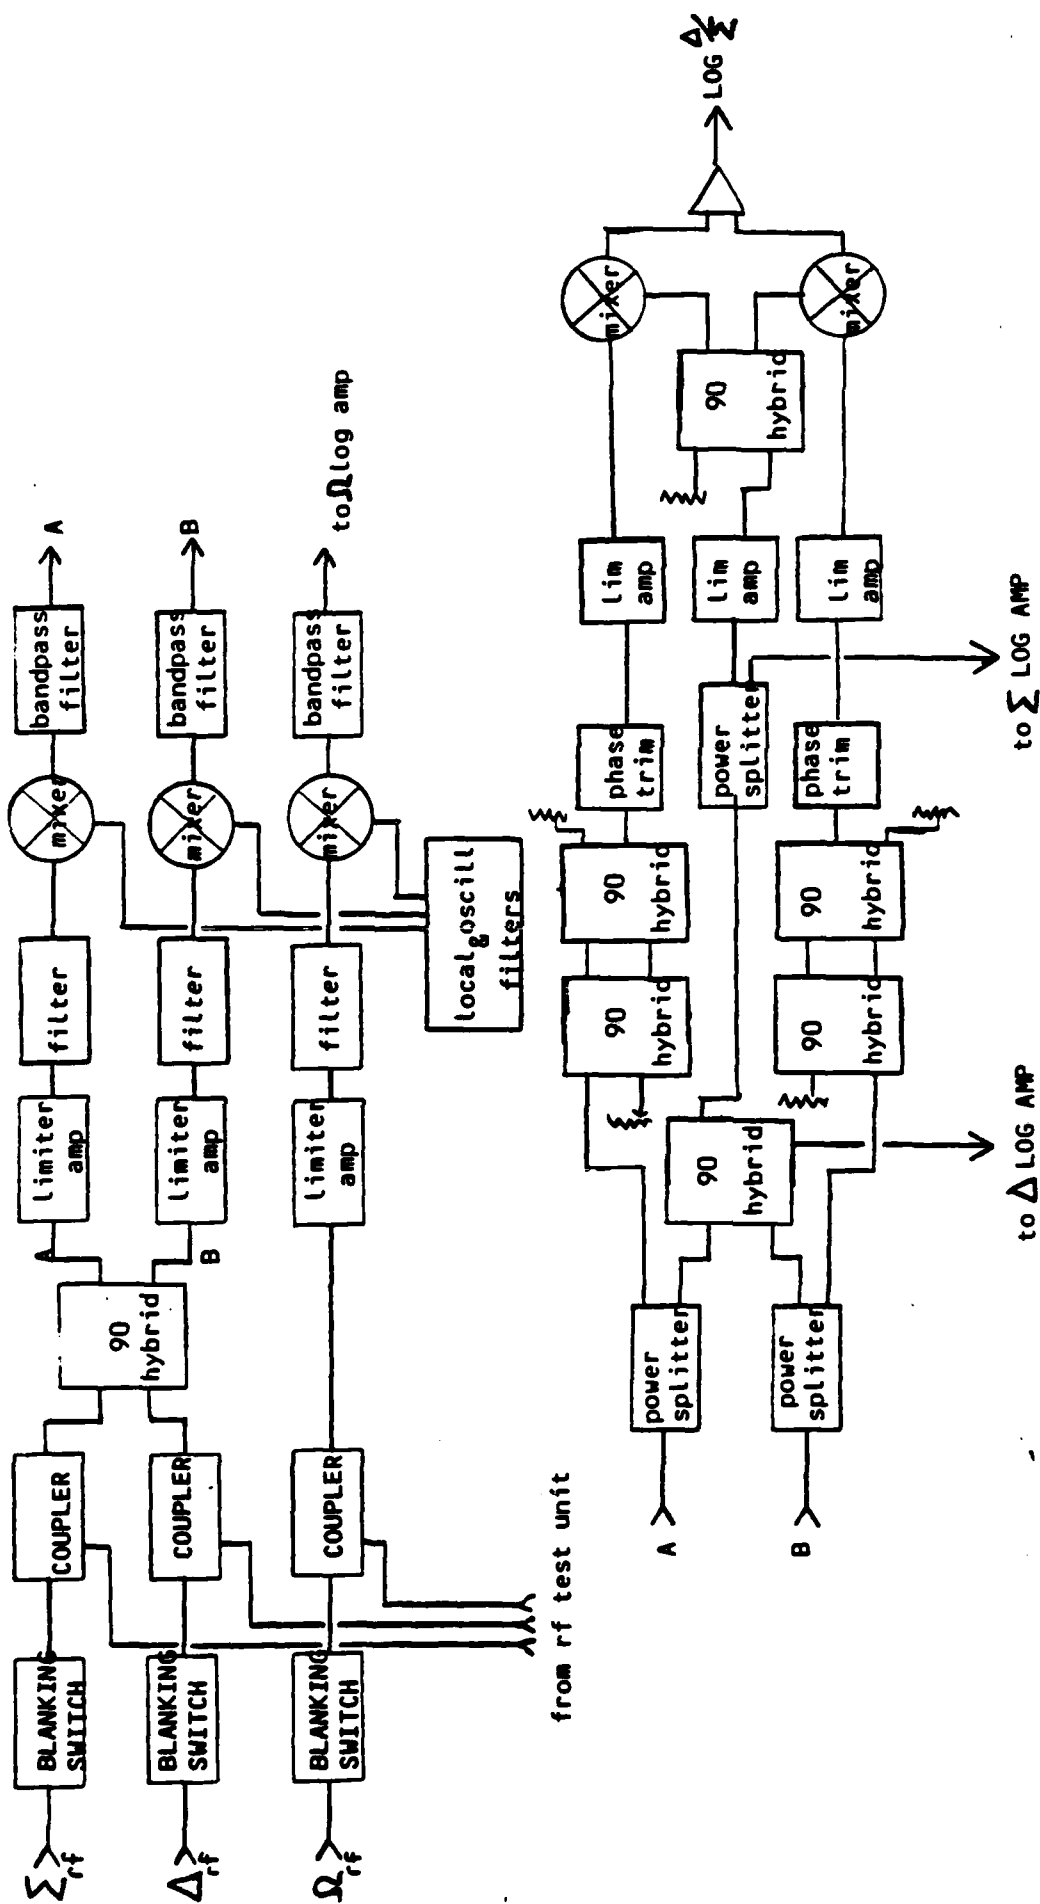 Σ rf
BLANKING
SWITCH
COUPLER
90
hybrid
A
limiter
amp
filter
mixer
bandpass
filter
A
Δ rf
BLANKING
SWITCH
COUPLER
B
limiter
amp
filter
mixer
bandpass
filter
B
Ω rf
BLANKING
SWITCH
COUPLER
limiter
amp
filter
mixer
bandpass
filter
to Ω log amp
local oscill
&
filters
from rf test unit
A
power
splitter
B
power
splitter
90
hybrid
to Δ LOG AMP
90
hybrid
90
hybrid
phase
trim
lim
amp
mixer
power
splitter
to Σ LOG AMP
lim
amp
90
hybrid
90
hybrid
90
hybrid
phase
trim
lim
amp
mixer
LOG Δ/Σ